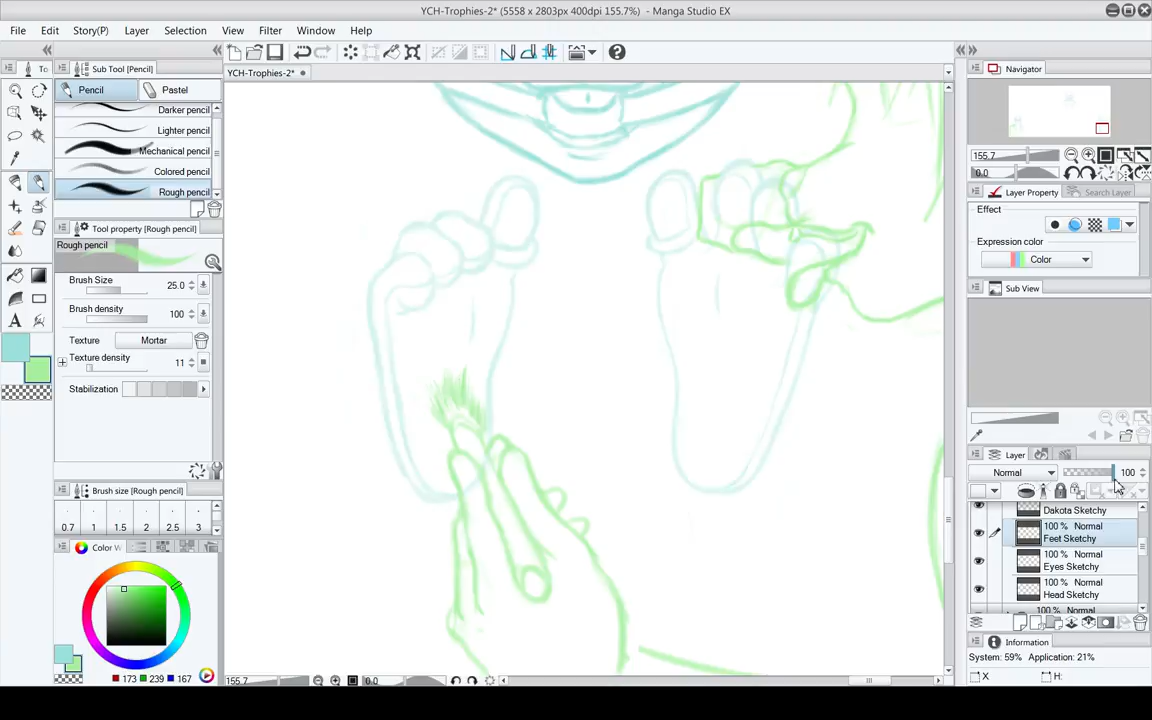 YCH-Trophies-2* (5558 x 2803px 400dpi 155.7%) - Manga Studio EX
File Edit Story(P) Layer Selection View Filter Window Help
To Sub Tool [Pencil]
YCH-Trophies-2*
Navigator
Pencil Pastel
Darker pencil
Lighter pencil
Mechanical pencil
Colored pencil
Rough pencil
155.7
0.0
Layer Property Search Layer
Effect
Expression color
Color
Tool property [Rough pencil]
Rough pencil
Brush Size 25.0
Brush density 100
Texture Mortar
Texture density 11
Stabilization
Sub View
Layer
Normal 100
Dakota Sketchy
100 % Normal
Feet Sketchy
100 % Normal
Eyes Sketchy
100 % Normal
Head Sketchy
100 % Normal
Brush size [Rough pencil]
0.7 1 1.5 2 2.5 3
Color W
173 239 167
155.7 0.0
Information
System: 59% Application: 21%
X H: